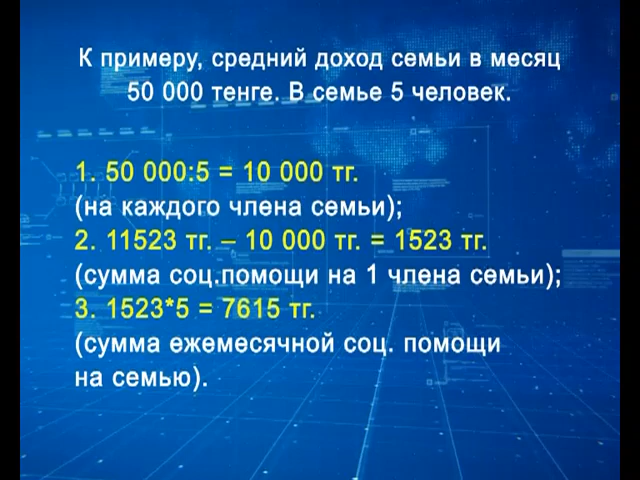 К примеру, средний доход семьи в месяц
50 000 тенге. В семье 5 человек.
1. 50 000:5 = 10 000 тг.
(на каждого члена семьи);
2. 11523 тг. – 10 000 тг. = 1523 тг.
(сумма соц.помощи на 1 члена семьи);
3. 1523*5 = 7615 тг.
(сумма ежемесячной соц. помощи
на семью).